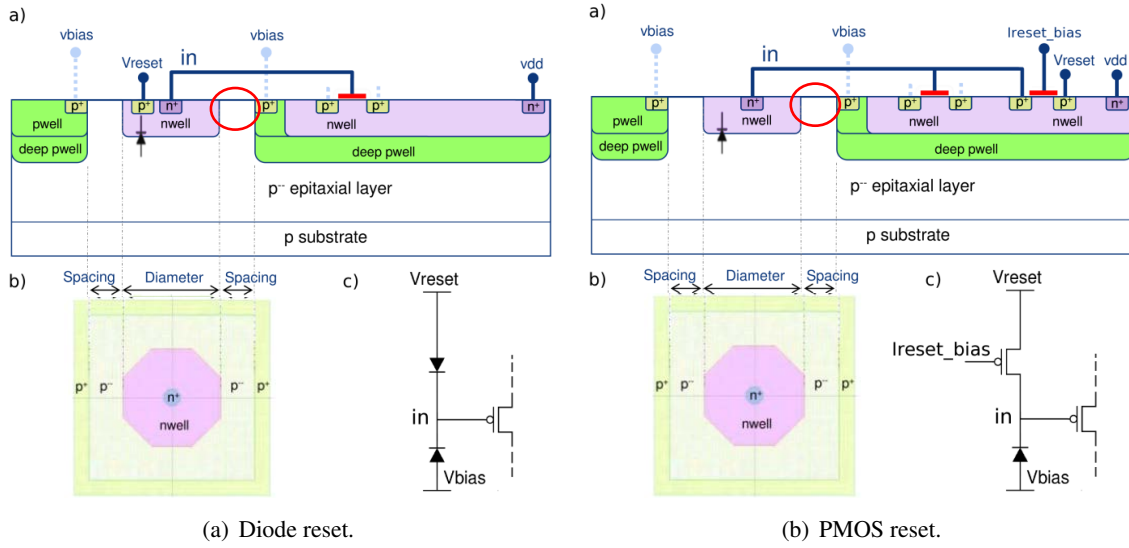 a)
vbias
Vreset
in
vbias
vdd
p+
p+
n+
p+
p+
p+
n+
pwell
nwell
nwell
deep pwell
deep pwell
p-- epitaxial layer
p substrate
b)
Spacing
Diameter
Spacing
p+
p--
n+
nwell
p--
p+
c)
Vreset
in
Vbias
(a) Diode reset.
a)
vbias
in
vbias
Ireset_bias
Vreset
vdd
p+
n+
p+
p+
p+
p+
p+
n+
pwell
nwell
nwell
nwell
deep pwell
deep pwell
p-- epitaxial layer
p substrate
b)
Spacing
Diameter
Spacing
p+
p--
n+
nwell
p--
p+
c)
Vreset
Ireset_bias
in
Vbias
(b) PMOS reset.